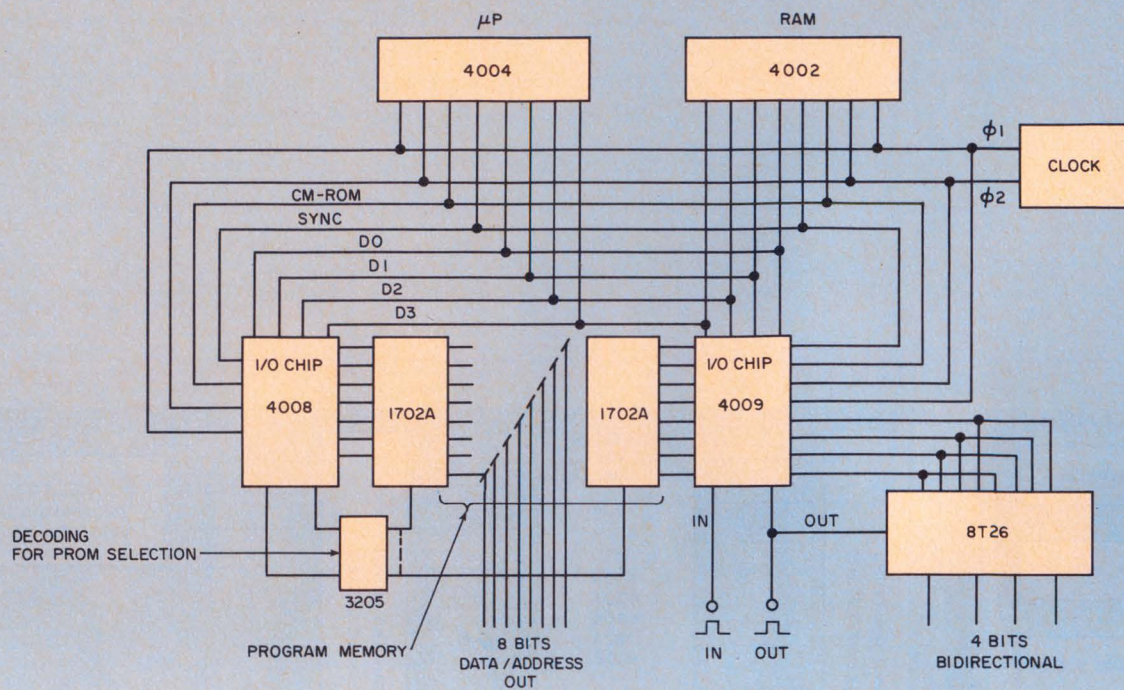 μP
RAM
4004
4002
ϕ1
CLOCK
ϕ2
CM-ROM
SYNC
D0
D1
D2
D3
I/O CHIP
4008
1702A
1702A
I/O CHIP
4009
IN
OUT
8T26
DECODING
FOR PROM SELECTION
3205
PROGRAM MEMORY
8 BITS
DATA/ADDRESS
OUT
IN
OUT
4 BITS
BIDIRECTIONAL